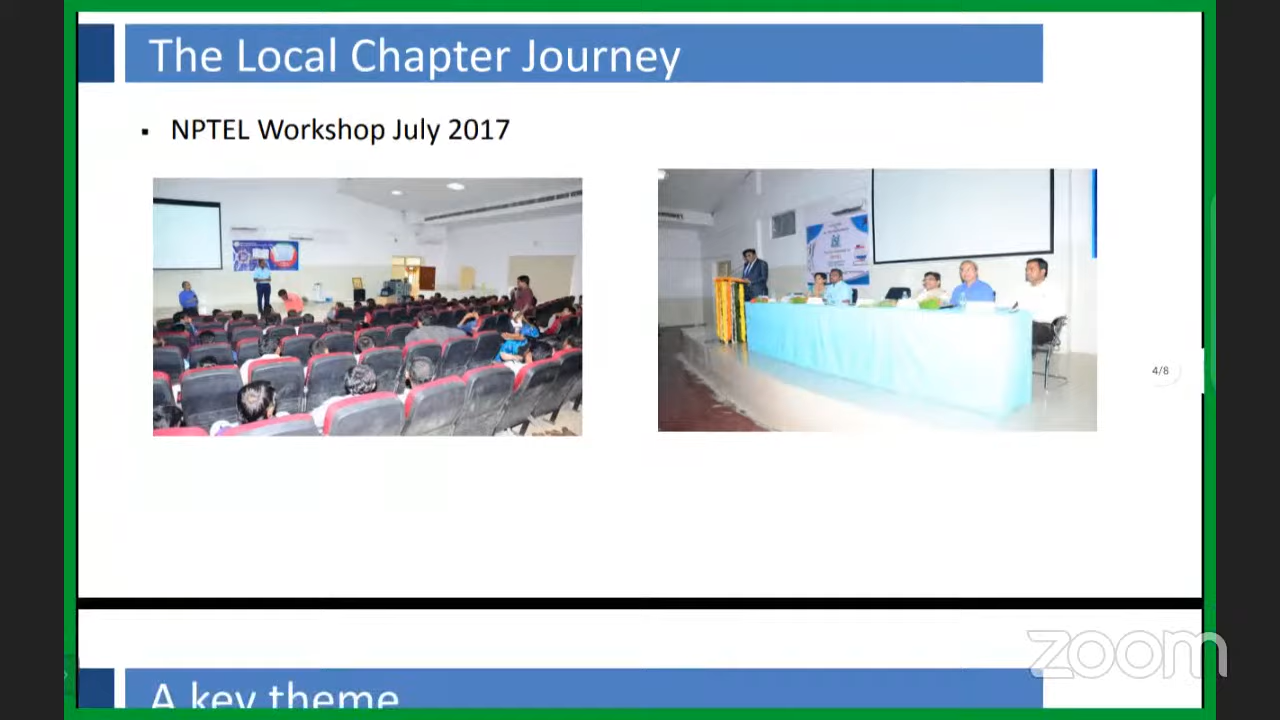 The Local Chapter Journey
▪ NPTEL Workshop July 2017
4/8
zoom
A key theme